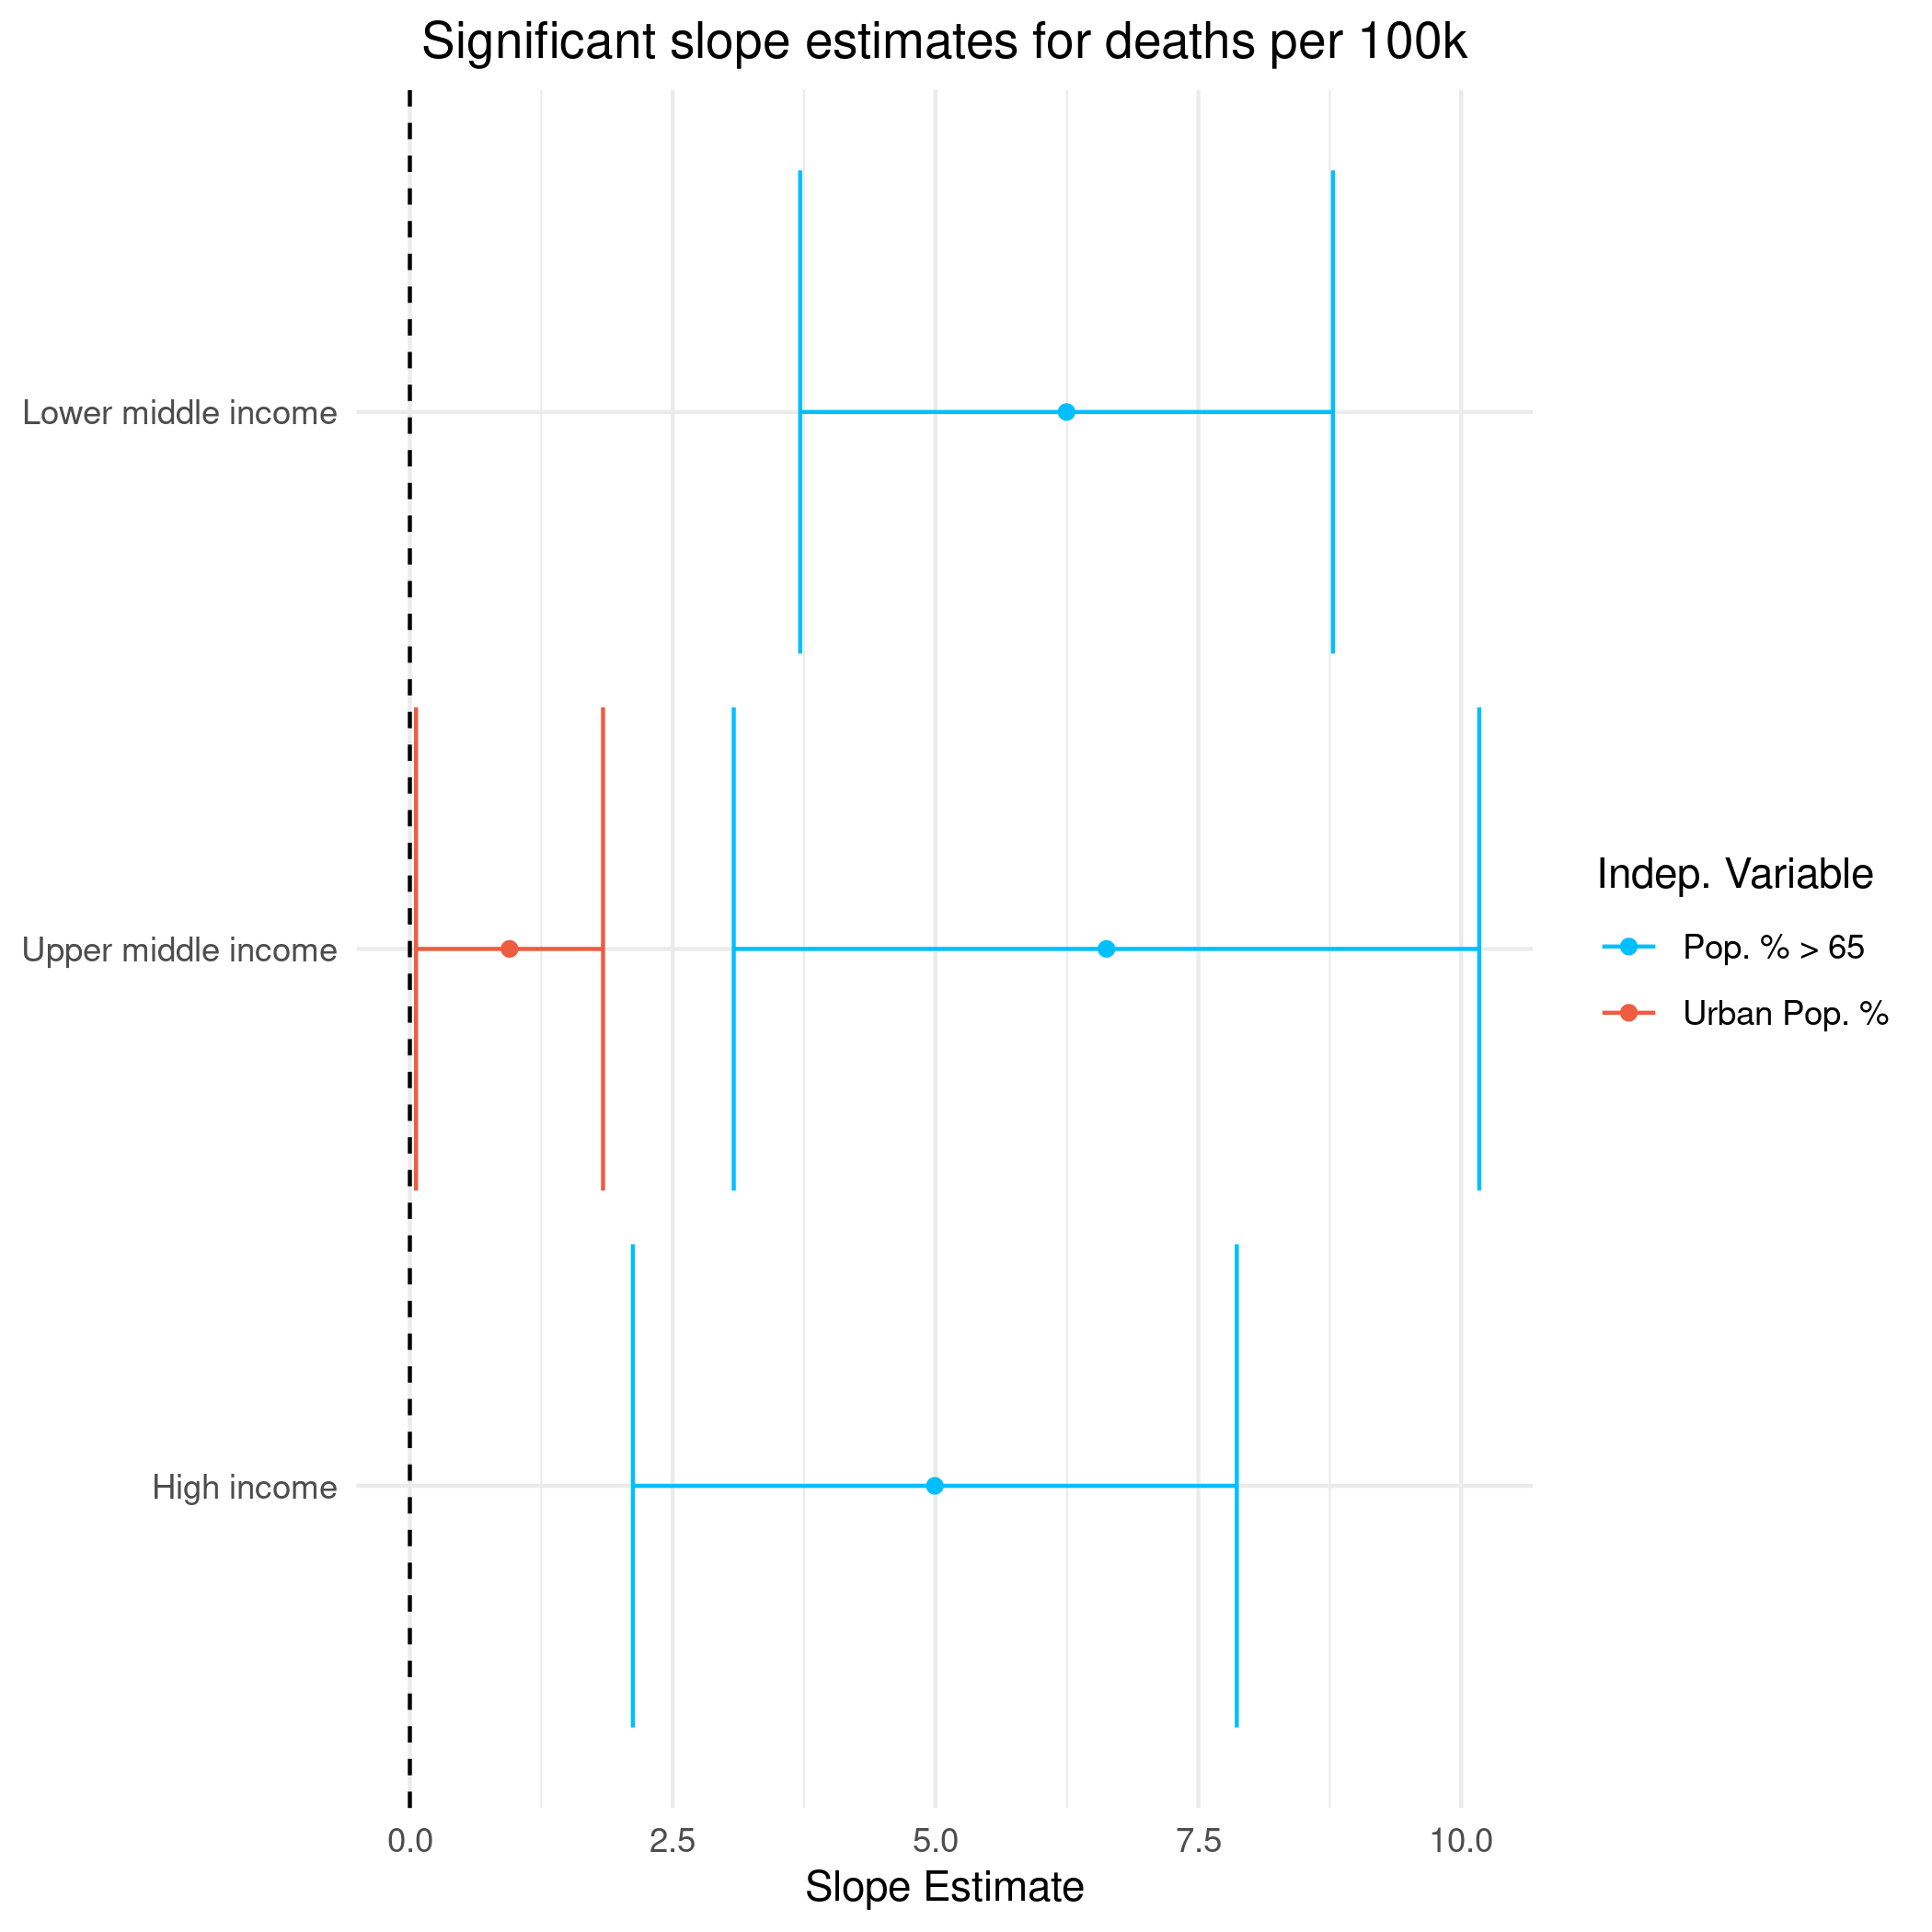 Significant slope estimates for deaths per 100k
Lower middle income
Upper middle income
High income
0.0
2.5
5.0
7.5
10.0
Slope Estimate
Indep. Variable
Pop. % > 65
Urban Pop. %